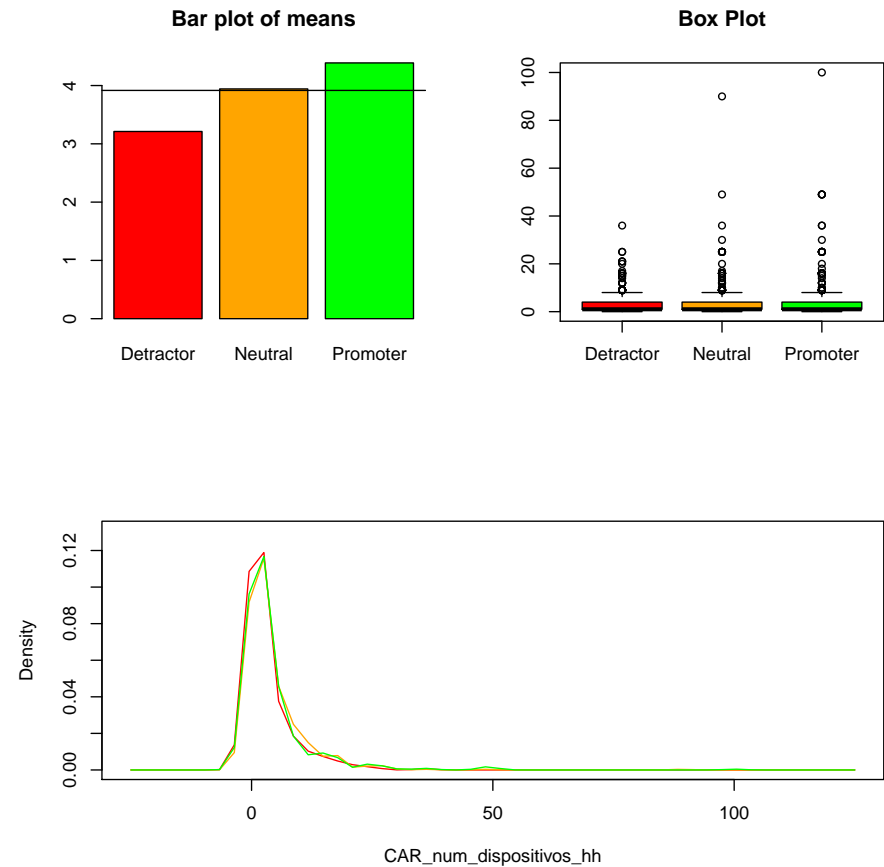 Bar plot of means
4
3
2
1
0
Detractor Neutral Promoter
Box Plot
100
80
60
40
20
0
Detractor Neutral Promoter
Density
0.12
0.08
0.04
0.00
0 50 100
CAR_num_dispositivos_hh